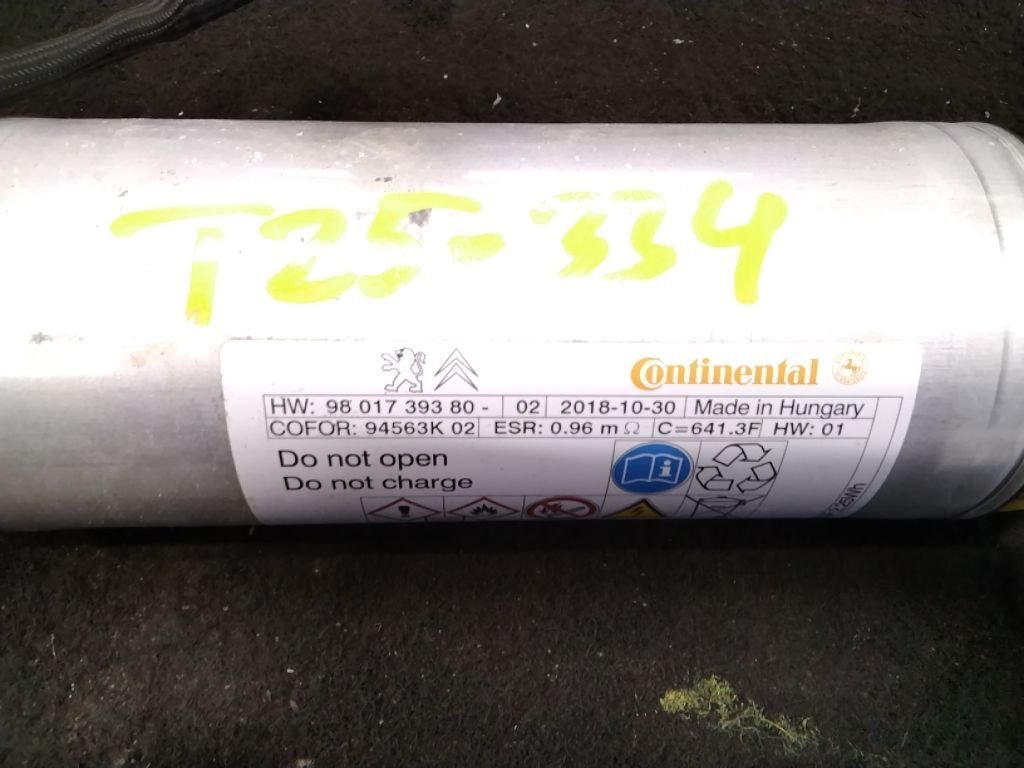 T25-334
Continental
HW: 98 017 393 80 - 02 2018-10-30 Made in Hungary
COFOR: 94563K 02 ESR: 0.96 mΩ C=641.3F HW: 01
Do not open
Do not charge